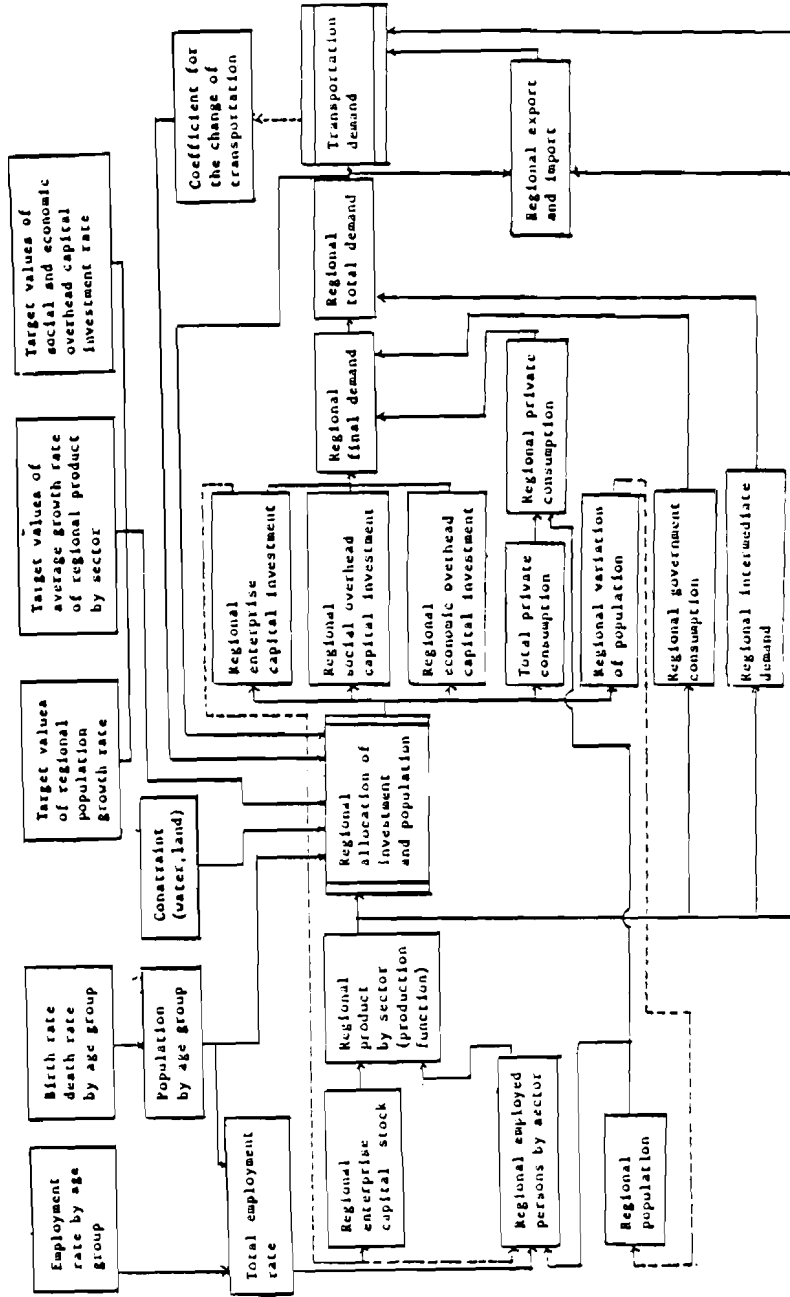 Employment
rate by age
group
Birth rate
death rate
by age group
Target values
of regional
population
growth rate
Target values of
average growth rate
of regional product
by sector
Target values of
social and economic
overhead capital
investment rate
Total employment
rate
Population
by age group
Constraint
(water,land)
Coefficient for
the change of
transportation
Regional
enterprise
capital stock
Regional
product
by sector
(production
function)
Regional
allocation of
investment
and population
Regional
enterprise
capital investment
Regional
social overhead
capital investment
Regional
economic overhead
capital investment
Regional
final demand
Regional
total demand
Transportation
demand
Regional employed
persons by sector
Total private
consumption
Regional private
consumption
Regional export
and import
Regional
population
Regional variation
of population
Regional government
consumption
Regional intermediate
demand